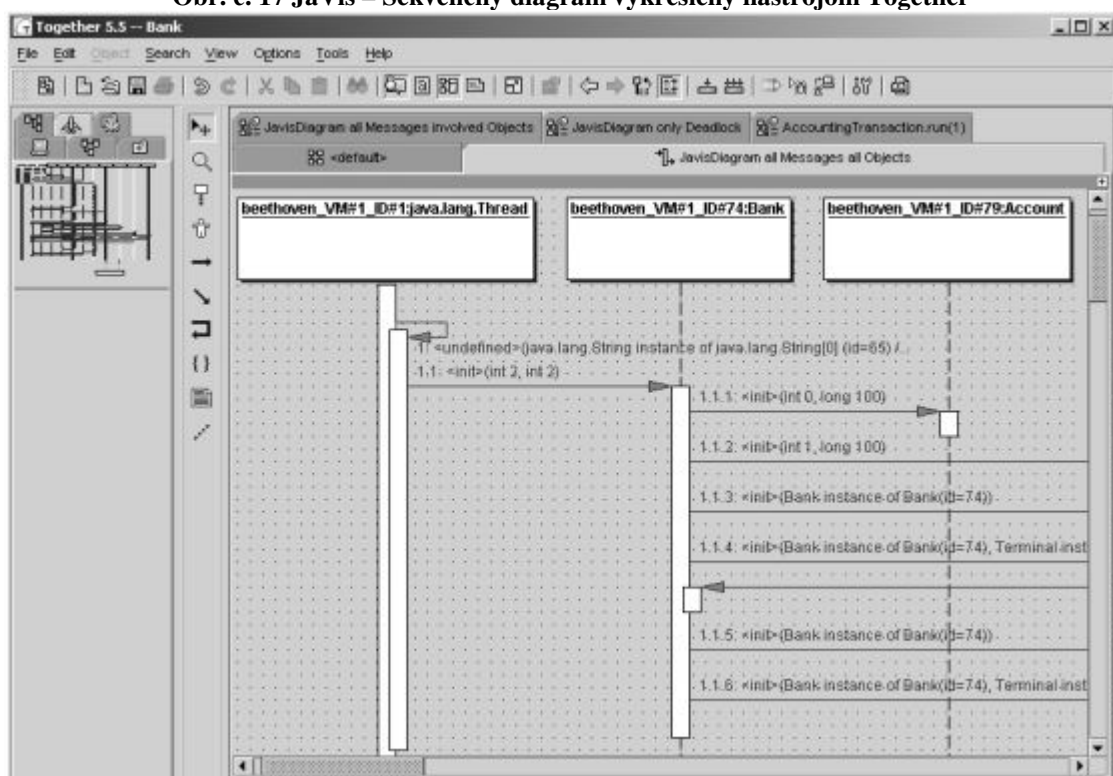 Obr. č. 17 JaVis – Sekvenčný diagram vykreslený nástrojom Together
Together 5.5 -- Bank
File Edit Object Search View Options Tools Help
JavisDiagram all Messages involved Objects JavisDiagram only Deadlock AccountingTransaction.run(1)
<default> JavisDiagram all Messages all Objects
beethoven_VM#1_ID#1:java.lang.Thread beethoven_VM#1_ID#74:Bank beethoven_VM#1_ID#79:Account
1: <undefined>(java.lang.String instance of java.lang.String[0] (id=65) /...
1.1: <init>(int 2, int 2)
1.1.1: <init>(int 0, long 100)
1.1.2: <init>(int 1, long 100)
1.1.3: <init>(Bank instance of Bank(id=74))
1.1.4: <init>(Bank instance of Bank(id=74), Terminal inst
1.1.5: <init>(Bank instance of Bank(id=74))
1.1.6: <init>(Bank instance of Bank(id=74), Terminal inst